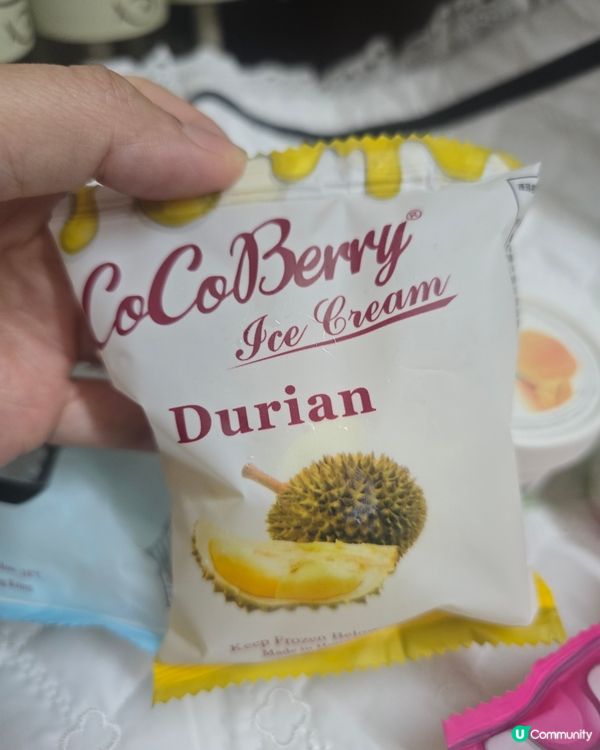 CoCoBerry®
Ice Cream
Durian
Keep Frozen Below
Made in
U Community